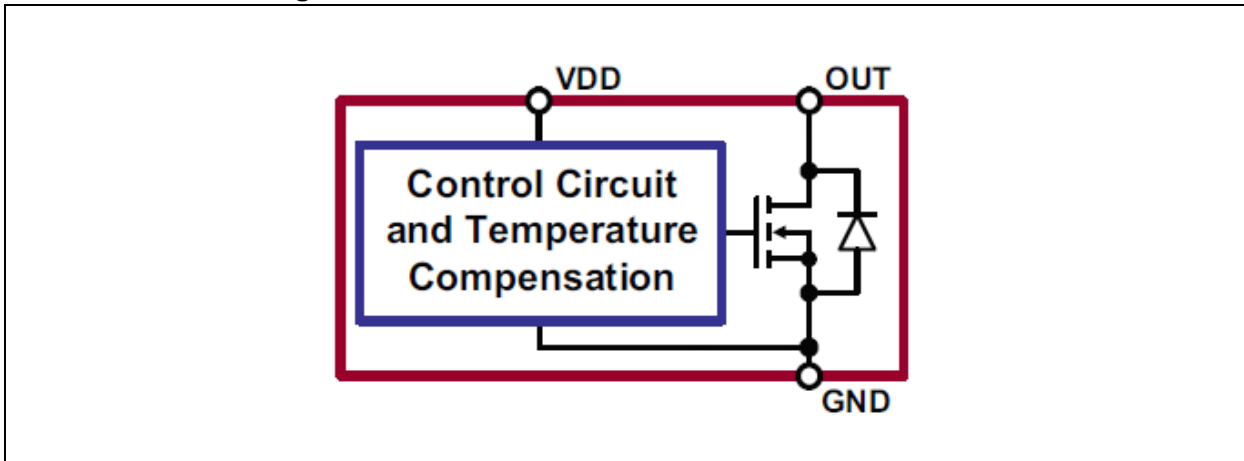 VDD
OUT
Control Circuit
and Temperature
Compensation
GND